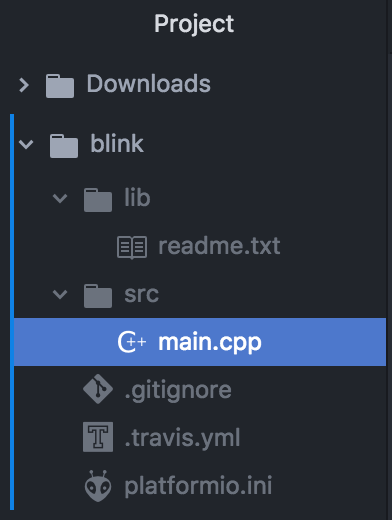 Project
Downloads
blink
lib
readme.txt
src
main.cpp
.gitignore
.travis.yml
platformio.ini